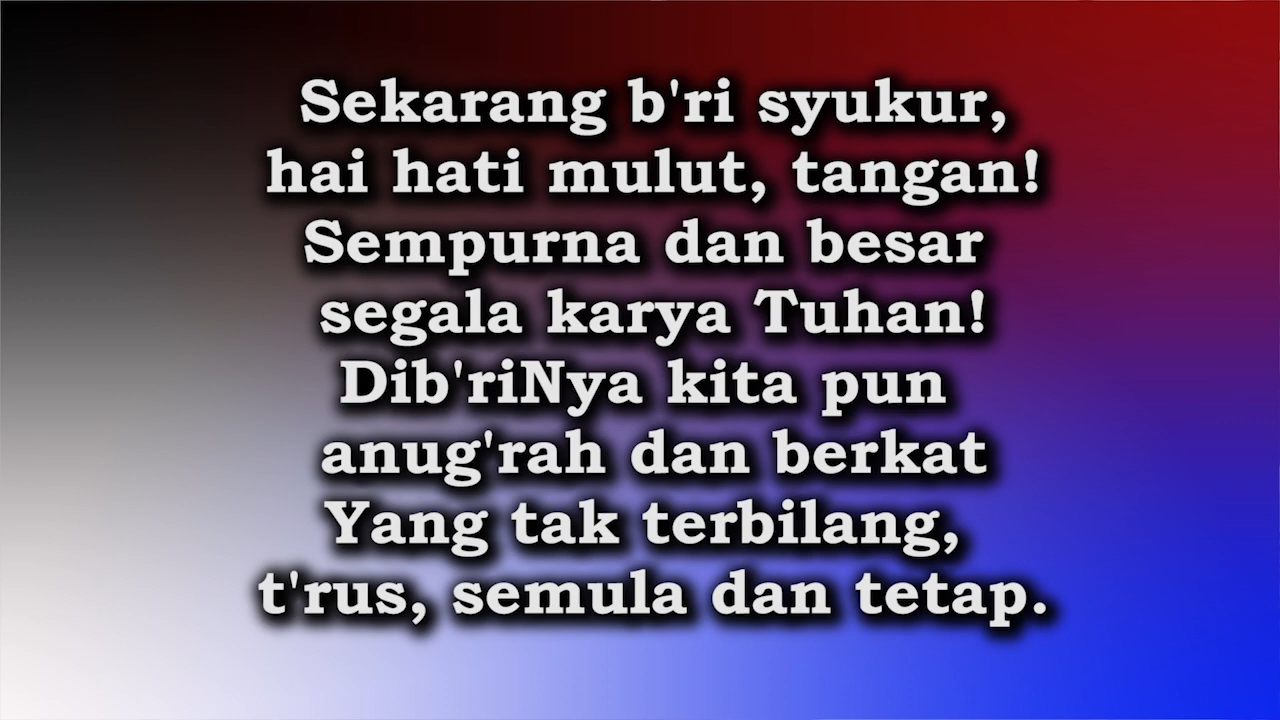 Sekarang b'ri syukur,
hai hati mulut, tangan!
Sempurna dan besar
segala karya Tuhan!
Dib'riNya kita pun
anug'rah dan berkat
Yang tak terbilang,
t'rus, semula dan tetap.